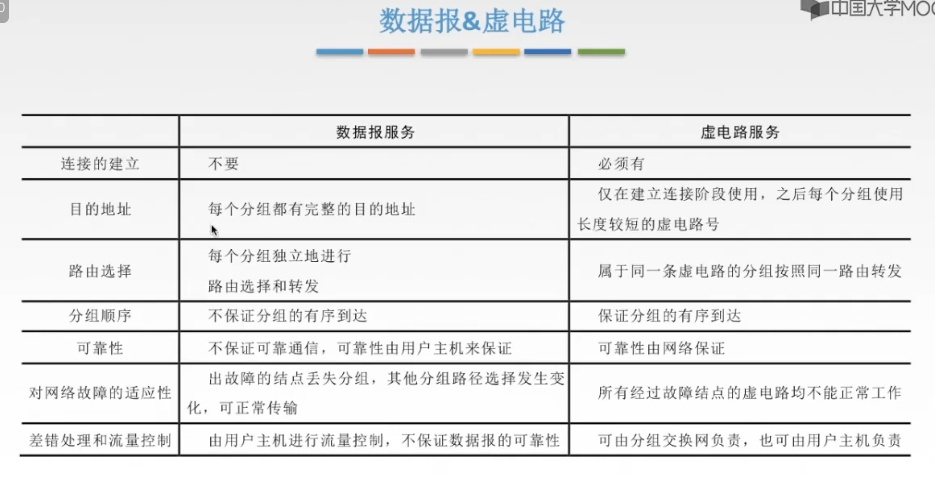 数据报&虚电路
中国大学MOO
数据报服务
虚电路服务
连接的建立
不要
必须有
目的地址
每个分组都有完整的目的地址
仅在建立连接阶段使用，之后每个分组使用
长度较短的虚电路号
路由选择
每个分组独立地进行
路由选择和转发
属于同一条虚电路的分组按照同一路由转发
分组顺序
不保证分组的有序到达
保证分组的有序到达
可靠性
不保证可靠通信，可靠性由用户主机来保证
可靠性由网络保证
对网络故障的适应性
出故障的结点丢失分组，其他分组路径选择发生变
化，可正常传输
所有经过故障结点的虚电路均不能正常工作
差错处理和流量控制
由用户主机进行流量控制，不保证数据报的可靠性
可由分组交换网负责，也可由用户主机负责